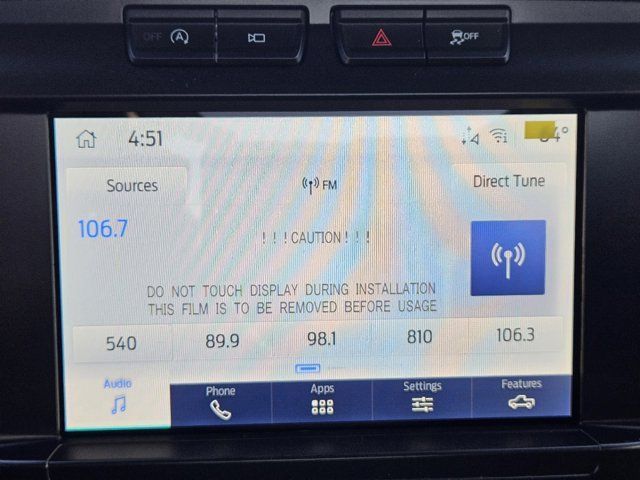 OFF A OFF
4:51
Sources FM Direct Tune
106.7
! ! ! CAUTION ! ! !
DO NOT TOUCH DISPLAY DURING INSTALLATION
THIS FILM IS TO BE REMOVED BEFORE USAGE
540 89.9 98.1 810 106.3
Audio Phone Apps Settings Features